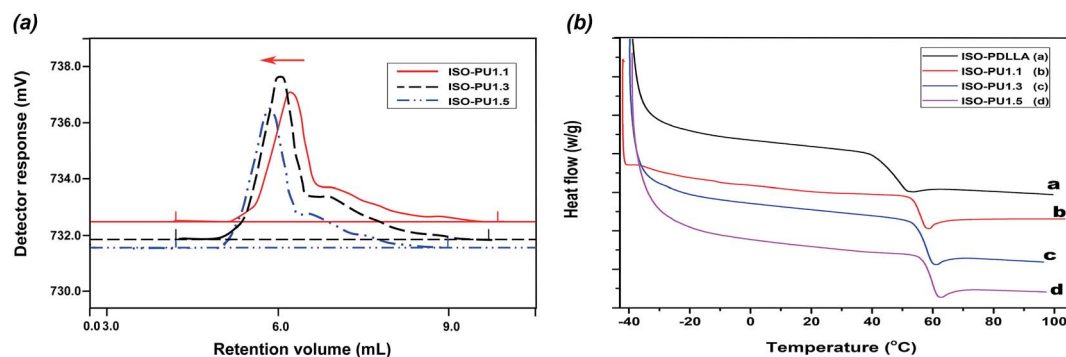 (a)
738.0
736.0
734.0
732.0
730.0
Detector response (mV)
ISO-PU1.1
ISO-PU1.3
ISO-PU1.5
0.0 3.0
6.0
9.0
Retention volume (mL)
(b)
Heat flow (w/g)
ISO-PDLLA (a)
ISO-PU1.1 (b)
ISO-PU1.3 (c)
ISO-PU1.5 (d)
a
b
c
d
-40
-20
0
20
40
60
80
100
Temperature (°C)